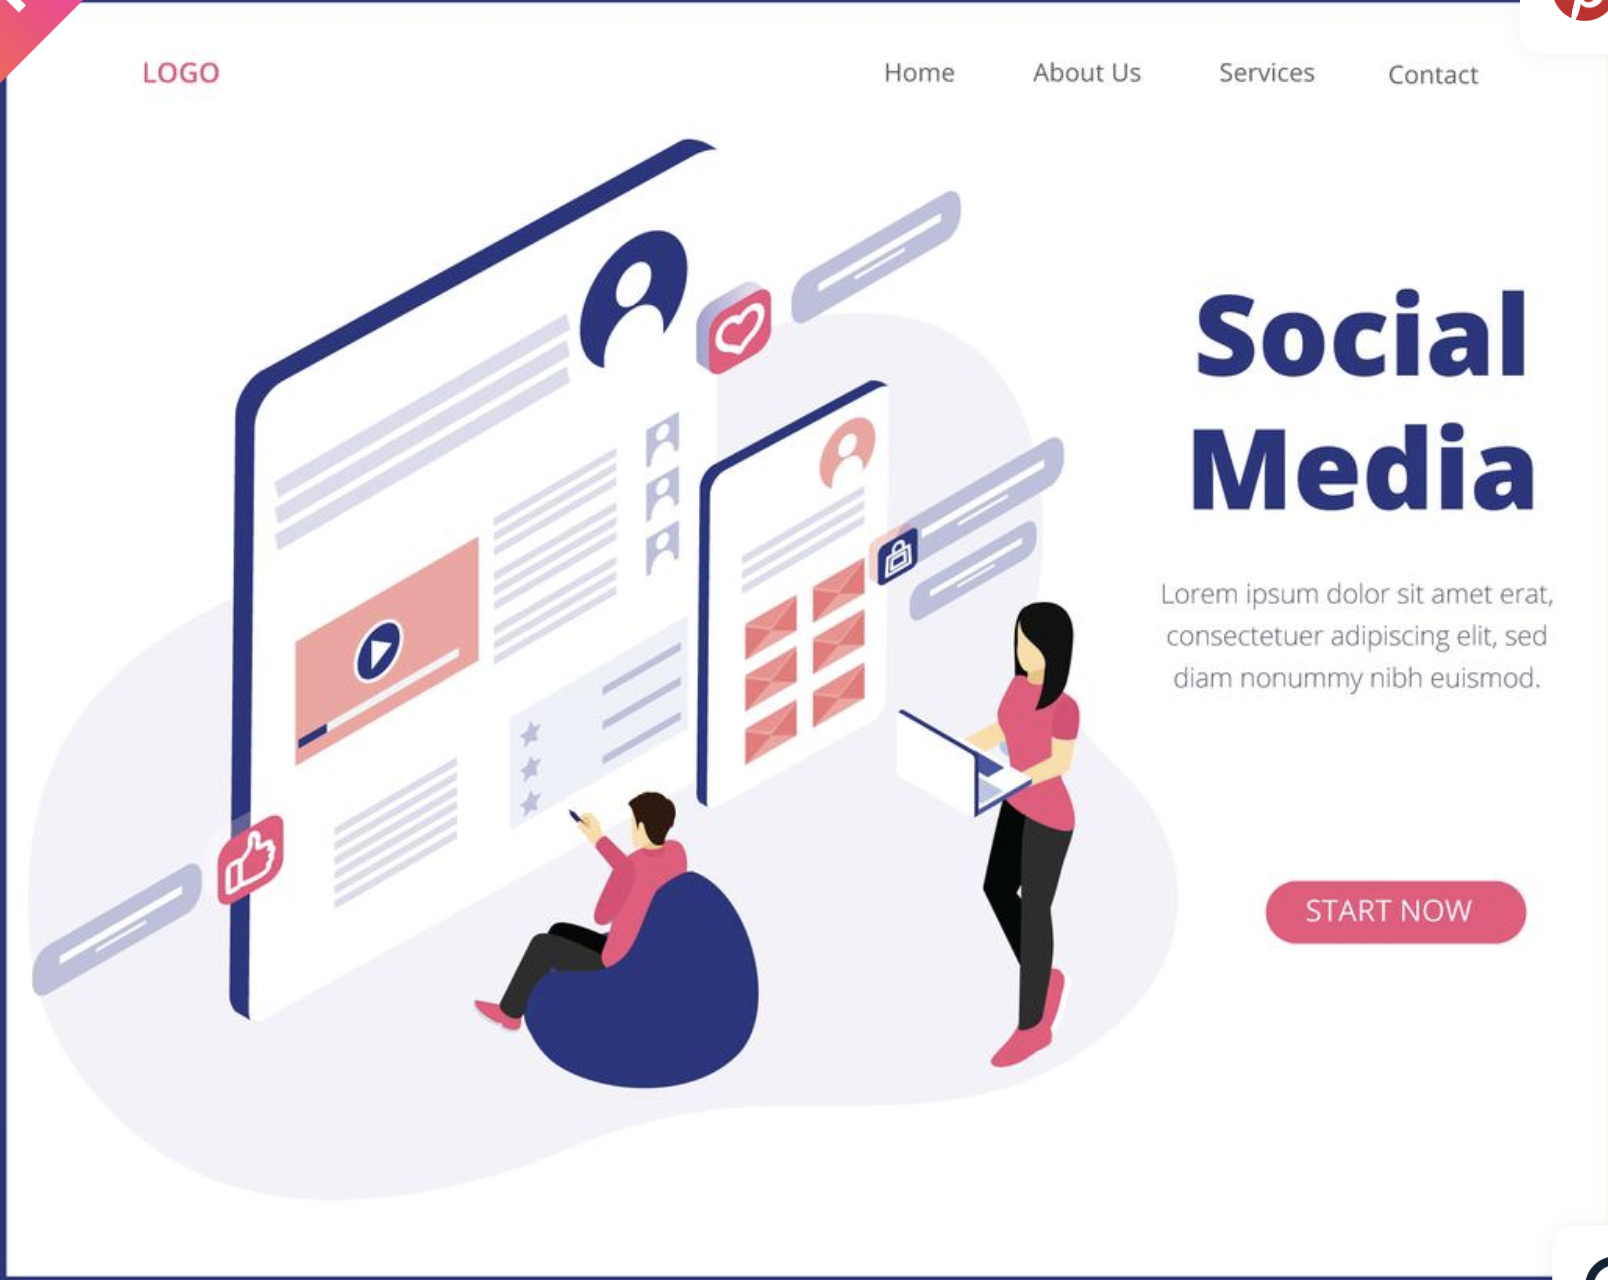 LOGO
Home About Us Services Contact
Social
Media
Lorem ipsum dolor sit amet erat,
consectetuer adipiscing elit, sed
diam nonummy nibh euismod.
START NOW